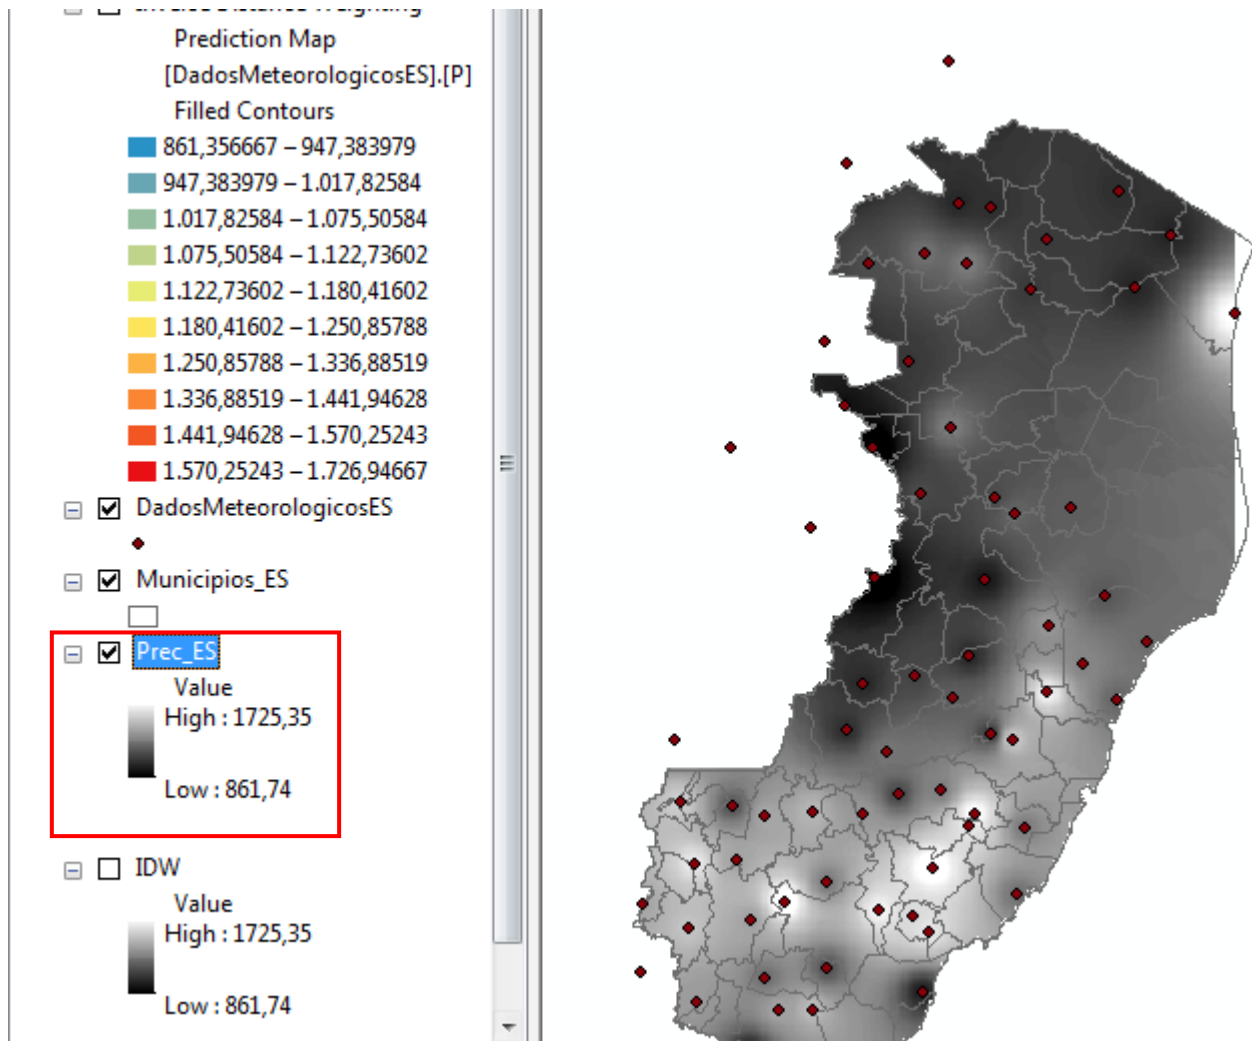 Inverse Distance Weighting
Prediction Map
[DadosMeteorologicosES].[P]
Filled Contours
861,356667 – 947,383979
947,383979 – 1.017,82584
1.017,82584 – 1.075,50584
1.075,50584 – 1.122,73602
1.122,73602 – 1.180,41602
1.180,41602 – 1.250,85788
1.250,85788 – 1.336,88519
1.336,88519 – 1.441,94628
1.441,94628 – 1.570,25243
1.570,25243 – 1.726,94667
DadosMeteorologicosES
Municipios_ES
Prec_ES
Value
High : 1725,35
Low : 861,74
IDW
Value
High : 1725,35
Low : 861,74